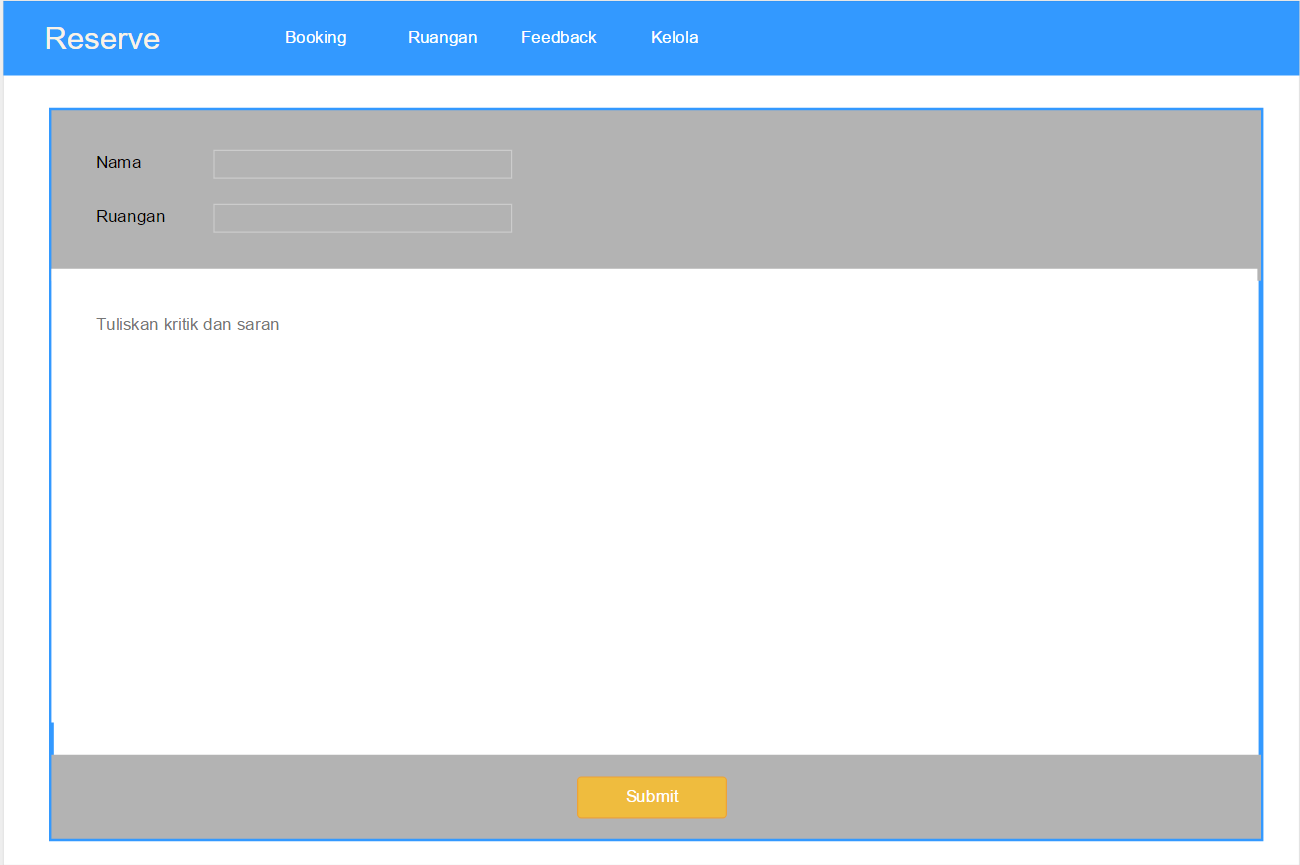 Reserve Booking Ruangan Feedback Kelola
Nama
Ruangan
Tuliskan kritik dan saran
Submit